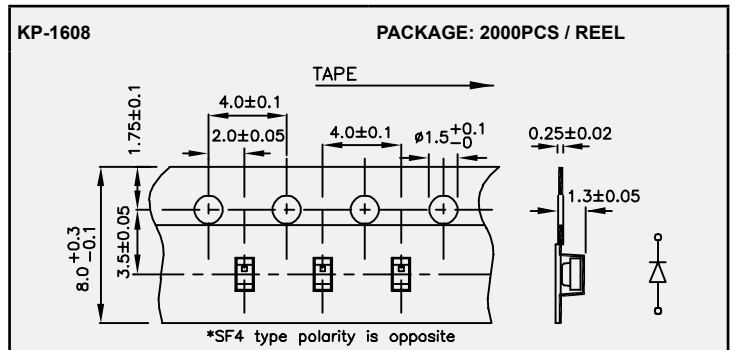 KP-1608
PACKAGE: 2000PCS / REEL
TAPE
1.75±0.1
4.0±0.1
2.0±0.05
4.0±0.1
ø1.5+0.1 -0
0.25±0.02
1.3±0.05
8.0+0.3 -0.1
3.5±0.05
*SF4 type polarity is opposite